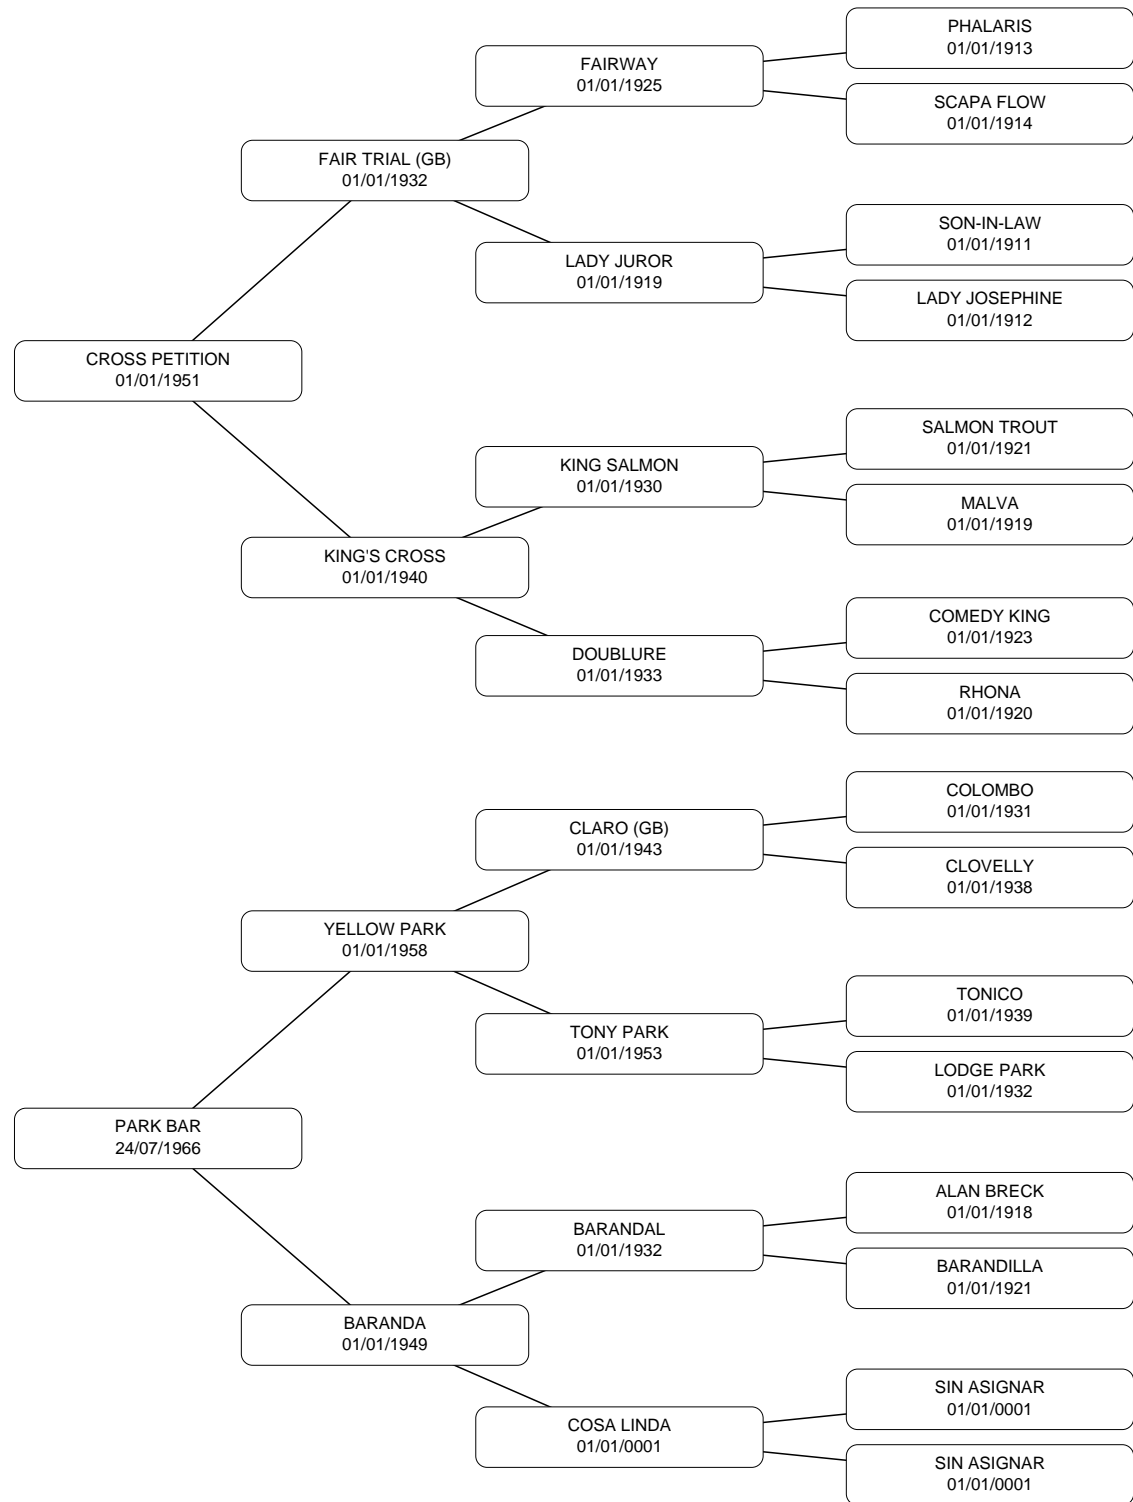 PHALARIS
01/01/1913
FAIRWAY
01/01/1925
SCAPA FLOW
01/01/1914
FAIR TRIAL (GB)
01/01/1932
SON-IN-LAW
01/01/1911
LADY JUROR
01/01/1919
LADY JOSEPHINE
01/01/1912
CROSS PETITION
01/01/1951
SALMON TROUT
01/01/1921
KING SALMON
01/01/1930
MALVA
01/01/1919
KING'S CROSS
01/01/1940
COMEDY KING
01/01/1923
DOUBLURE
01/01/1933
RHONA
01/01/1920
COLOMBO
01/01/1931
CLARO (GB)
01/01/1943
CLOVELLY
01/01/1938
YELLOW PARK
01/01/1958
TONICO
01/01/1939
TONY PARK
01/01/1953
LODGE PARK
01/01/1932
PARK BAR
24/07/1966
ALAN BRECK
01/01/1918
BARANDAL
01/01/1932
BARANDILLA
01/01/1921
BARANDA
01/01/1949
SIN ASIGNAR
01/01/0001
COSA LINDA
01/01/0001
SIN ASIGNAR
01/01/0001